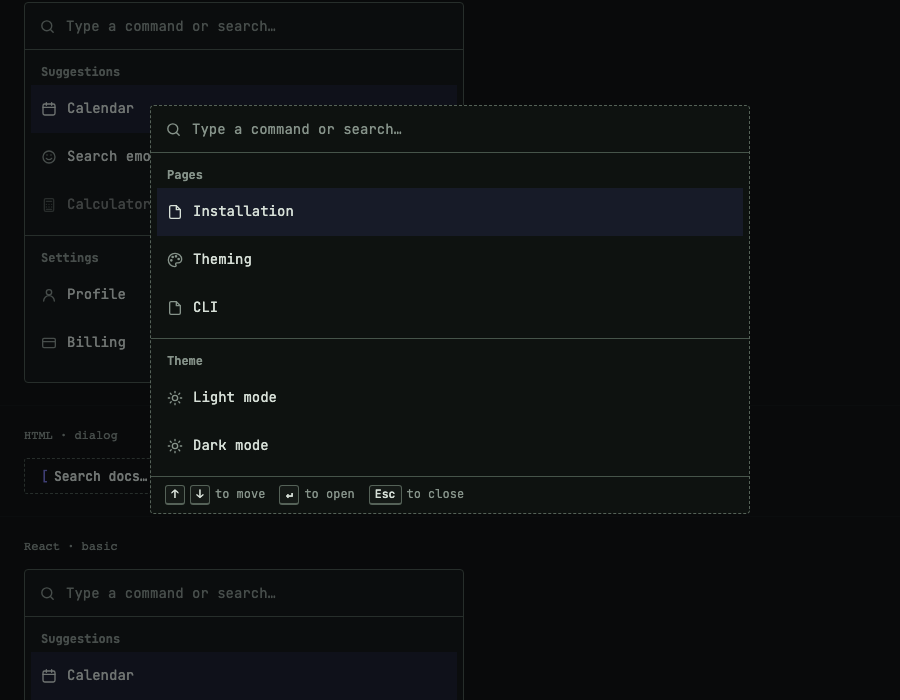 Type a command or search…
Suggestions
Calendar
Search emo
Calculator
Settings
Profile
Billing
HTML · dialog
[ Search docs…
Type a command or search…
Pages
Installation
Theming
CLI
Theme
Light mode
Dark mode
↑ ↓ to move ↵ to open Esc to close
React · basic
Type a command or search…
Suggestions
Calendar